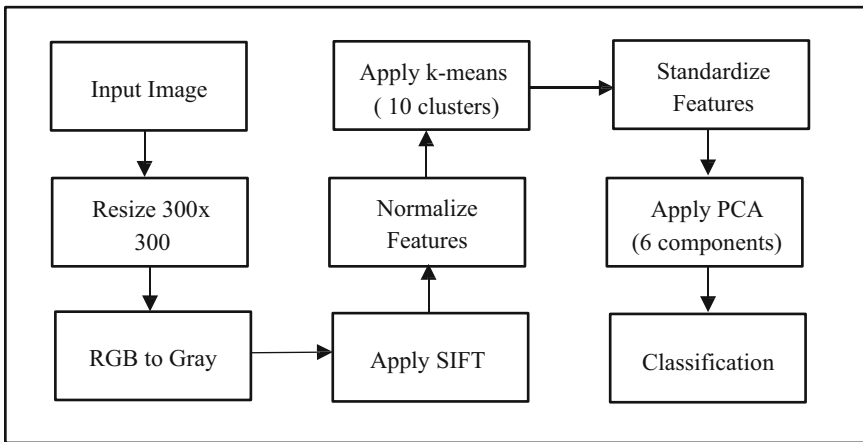 Input Image
Resize 300x
300
RGB to Gray
Apply SIFT
Normalize
Features
Apply k-means
( 10 clusters)
Standardize
Features
Apply PCA
(6 components)
Classification